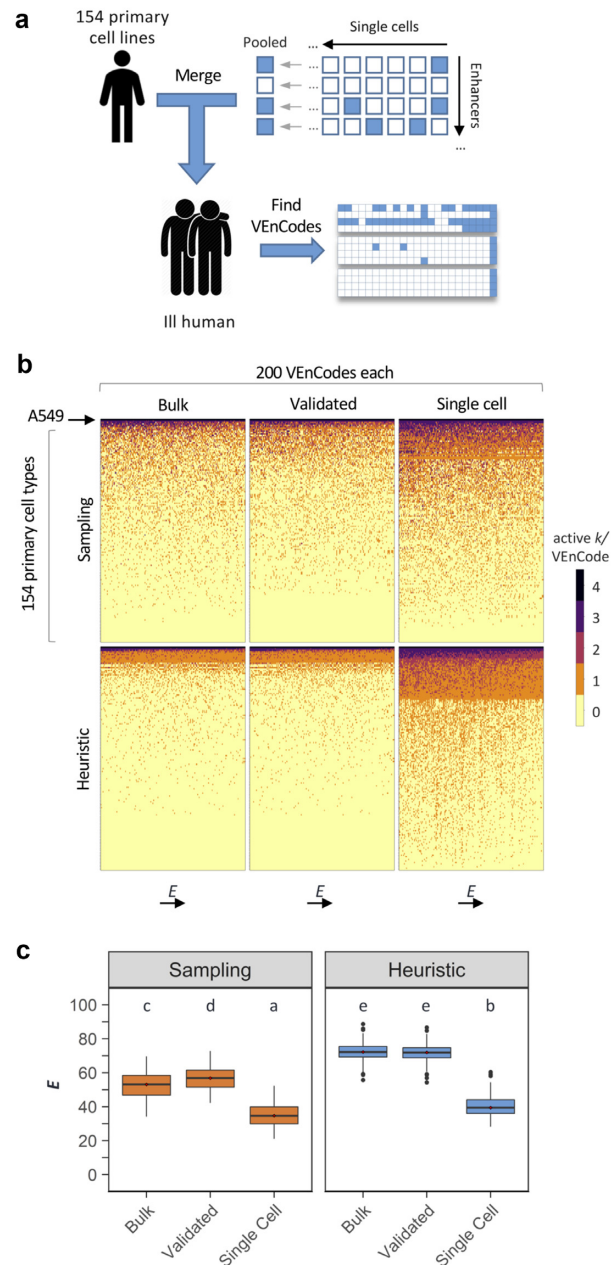 a
154 primary
cell lines
Merge
Pooled
...
Single cells
...
...
...
...
Enhancers
...
Find
VEnCodes
Ill human
b
200 VEnCodes each
A549
Bulk
Validated
Single cell
154 primary cell types
Sampling
Heuristic
active k/
VEnCode
4
3
2
1
0
E
E
E
c
Sampling
Heuristic
c
d
a
e
e
b
E
100
80
60
40
20
0
Bulk
Validated
Single Cell
Bulk
Validated
Single Cell